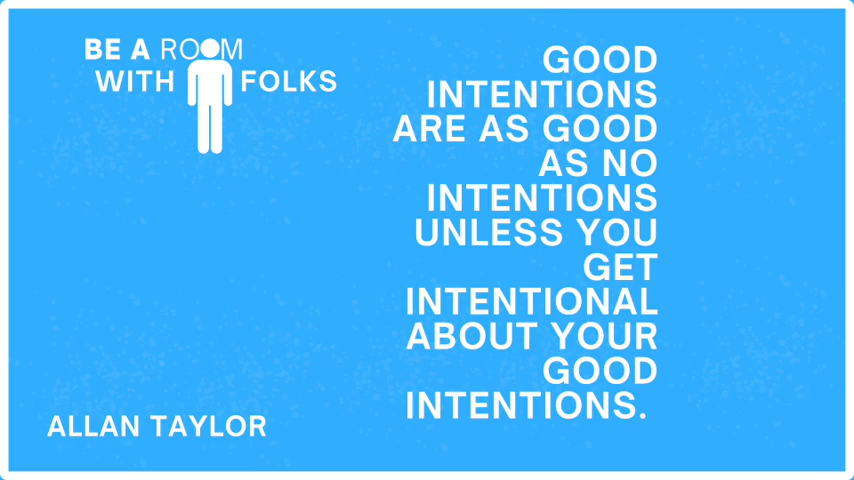 BE A ROOM
WITH FOLKS
GOOD
INTENTIONS
ARE AS GOOD
AS NO
INTENTIONS
UNLESS YOU
GET
INTENTIONAL
ABOUT YOUR
GOOD
INTENTIONS.
ALLAN TAYLOR